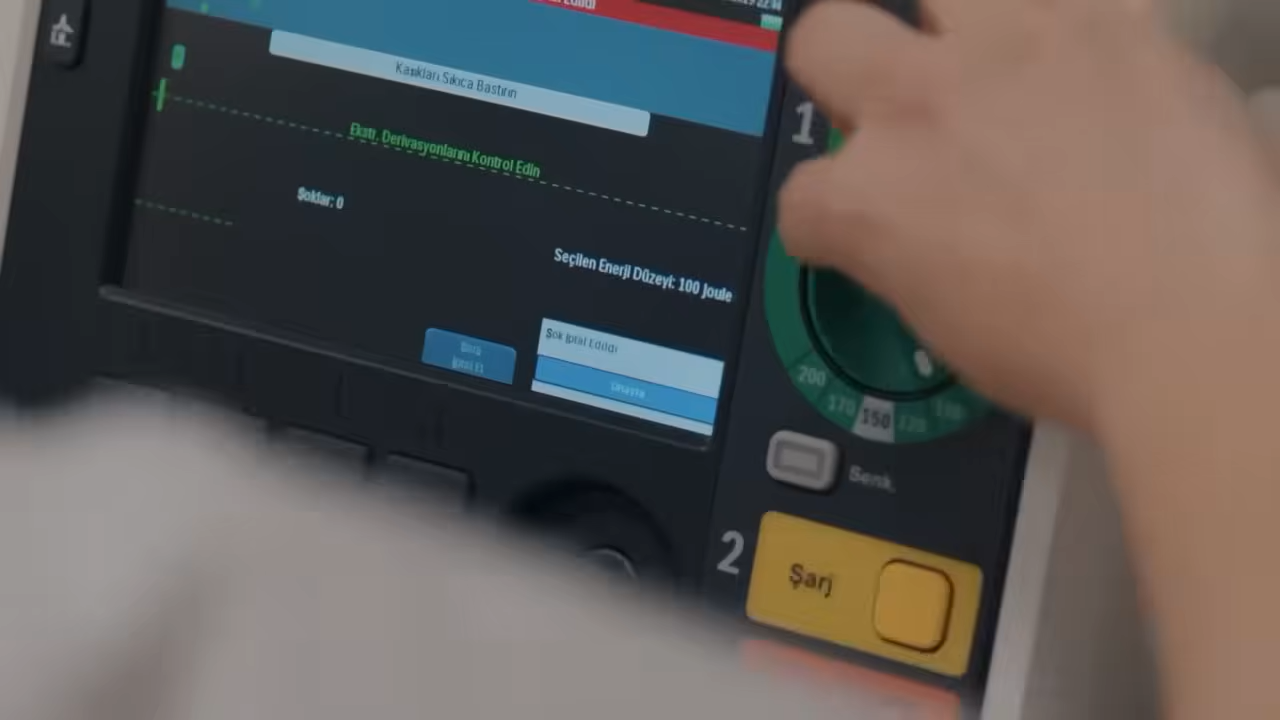 1
Kaşıkları Sıkıca Bastırın
Ekstr. Derivasyonlarını Kontrol Edin
Şoklar: 0
Seçilen Enerji Düzeyi: 100 Joule
Şok İptal Edildi
200
170
150
120
Senk.
2
Şarj